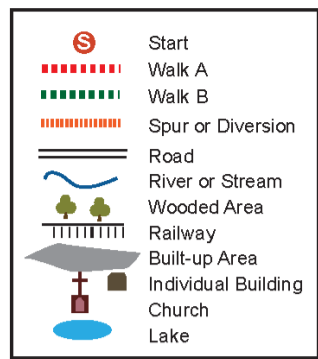 S Start
Walk A
Walk B
Spur or Diversion
Road
River or Stream
Wooded Area
Railway
Built-up Area
Individual Building
Church
Lake